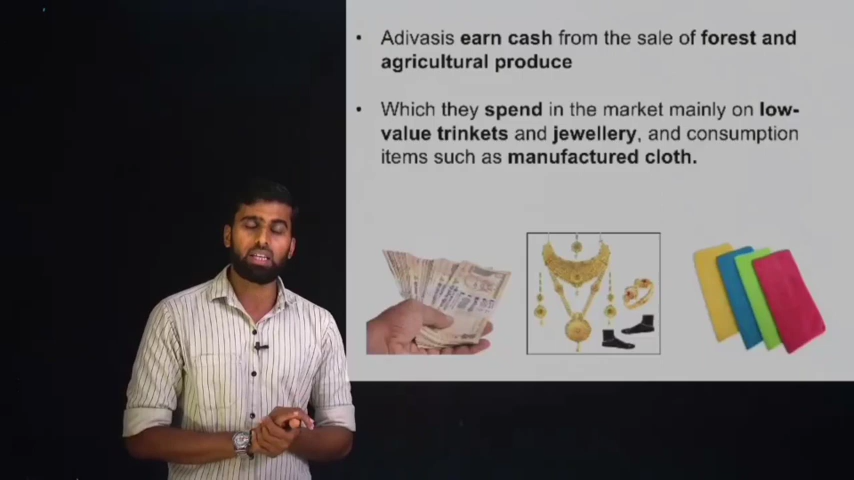 Adivasis earn cash from the sale of forest and
agricultural produce
Which they spend in the market mainly on low-
value trinkets and jewellery, and consumption
items such as manufactured cloth.